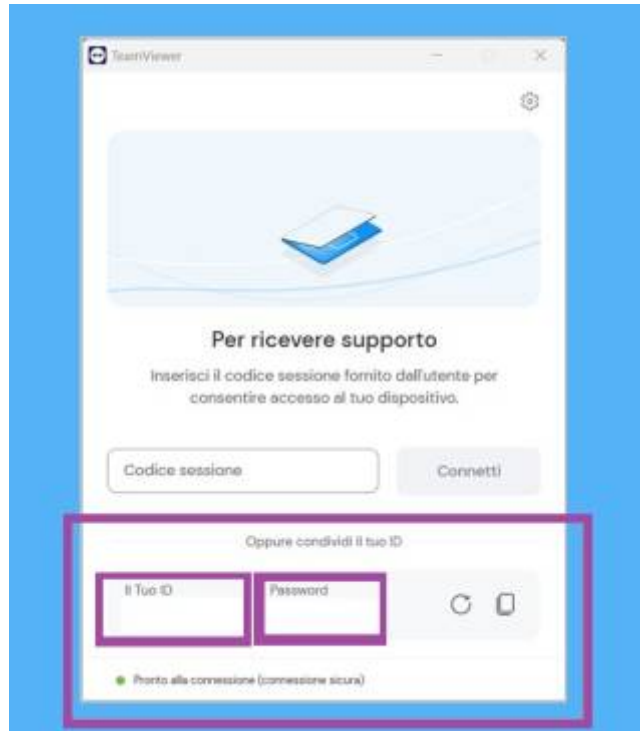 TeamViewer
Per ricevere supporto
Inserisci il codice sessione fornito dall'utente per
consentire accesso al tuo dispositivo.
Codice sessione
Connetti
Oppure condividi il tuo ID
Il Tuo ID
Password
Pronto alla connessione (connessione sicura)